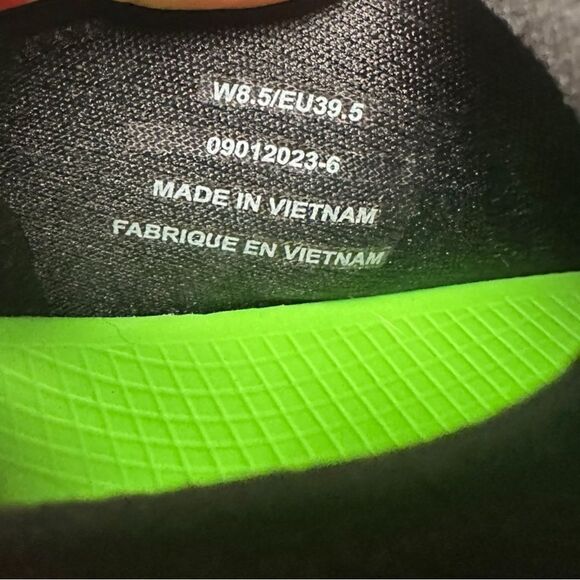 W8.5/EU39.5
09012023-6
MADE IN VIETNAM
FABRIQUE EN VIETNAM